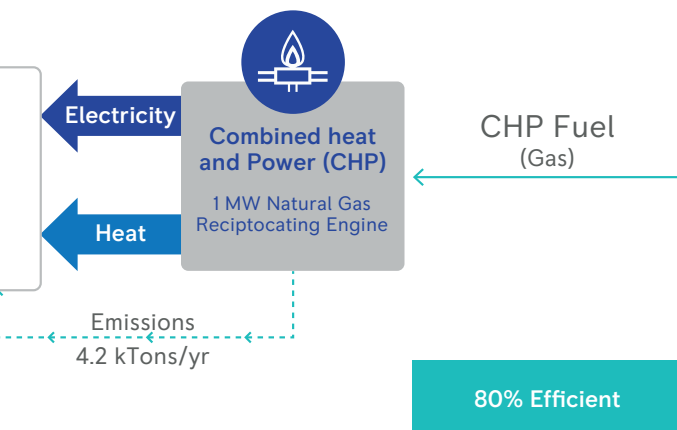 Electricity
Combined heat
and Power (CHP)
1 MW Natural Gas
Reciptocating Engine
Heat
CHP Fuel
(Gas)
Emissions
4.2 kTons/yr
80% Efficient